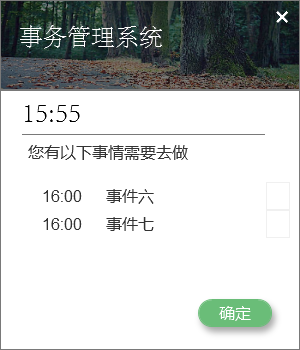 事务管理系统
15:55
您有以下事情需要去做
16:00 事件六
16:00 事件七
确定